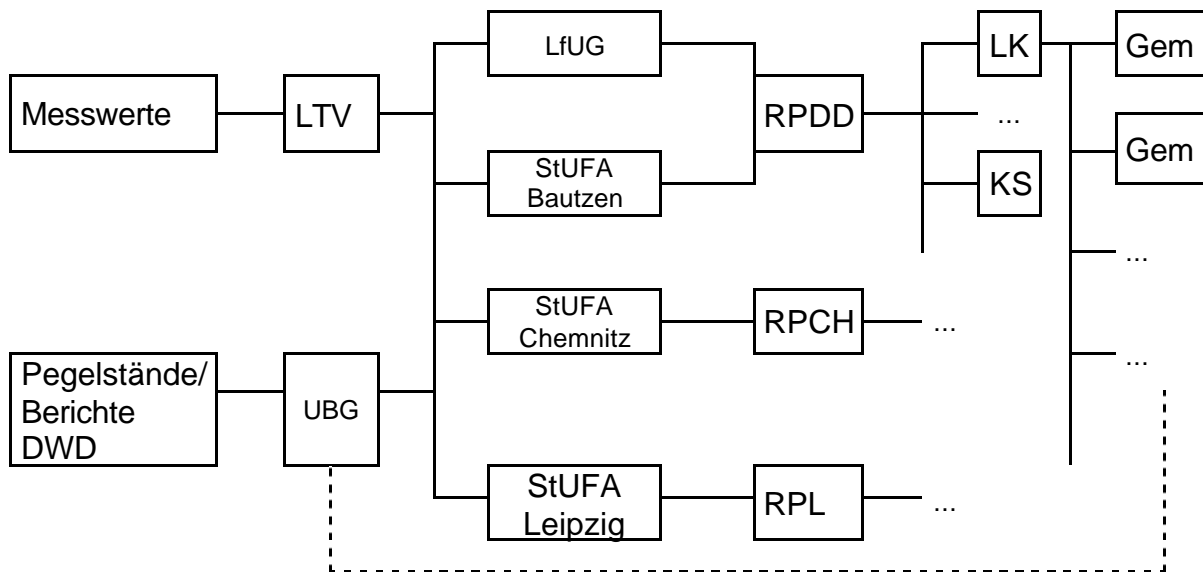 LfUG
LK
Gem
Messwerte
LTV
RPDD
...
Gem
StUFA
Bautzen
KS
...
StUFA
Chemnitz
RPCH
...
...
Pegelstände/
Berichte
DWD
UBG
StUFA
Leipzig
RPL
...